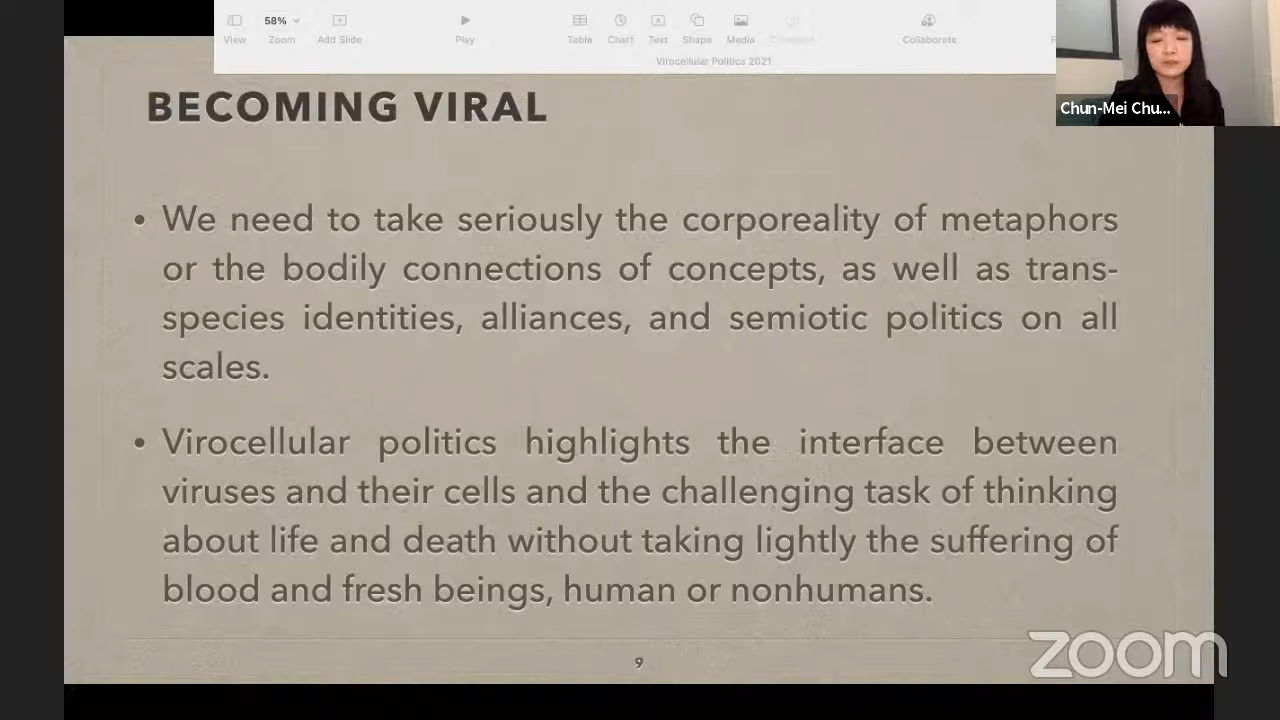 58%
View
Zoom
Add Slide
Play
Table
Chart
Text
Shape
Media
Comment
Collaborate
Virocellular Politics 2021
Chun-Mei Chu...
BECOMING VIRAL
• We need to take seriously the corporeality of metaphors
or the bodily connections of concepts, as well as trans-
species identities, alliances, and semiotic politics on all
scales.
• Virocellular politics highlights the interface between
viruses and their cells and the challenging task of thinking
about life and death without taking lightly the suffering of
blood and fresh beings, human or nonhumans.
9
zoom